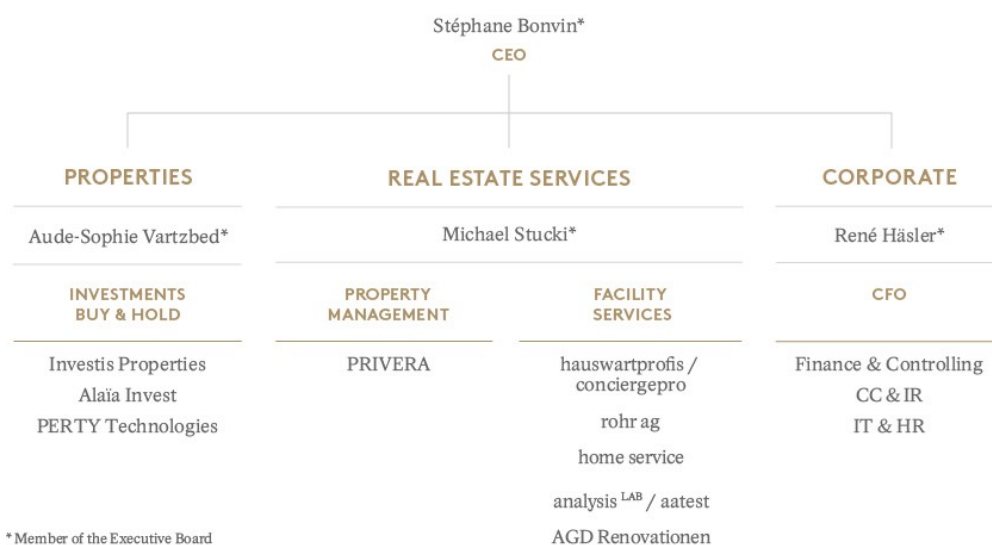 Stéphane Bonvin*
CEO
PROPERTIES
Aude-Sophie Vartzbed*
INVESTMENTS
BUY & HOLD
Investis Properties
Alaïa Invest
PERTY Technologies
REAL ESTATE SERVICES
Michael Stucki*
PROPERTY
MANAGEMENT
PRIVERA
FACILITY
SERVICES
hauswartprofis /
conciergepro
rohr ag
home service
analysis LAB / aatest
AGD Renovationen
CORPORATE
René Häsler*
CFO
Finance & Controlling
CC & IR
IT & HR
* Member of the Executive Board